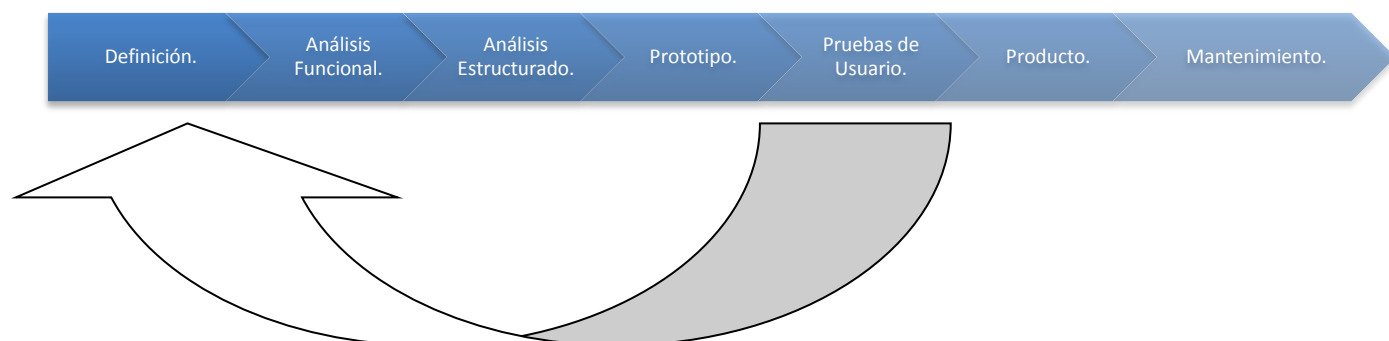 Definición.
Análisis
Funcional.
Análisis
Estructurado.
Prototipo.
Pruebas de
Usuario.
Producto.
Mantenimiento.